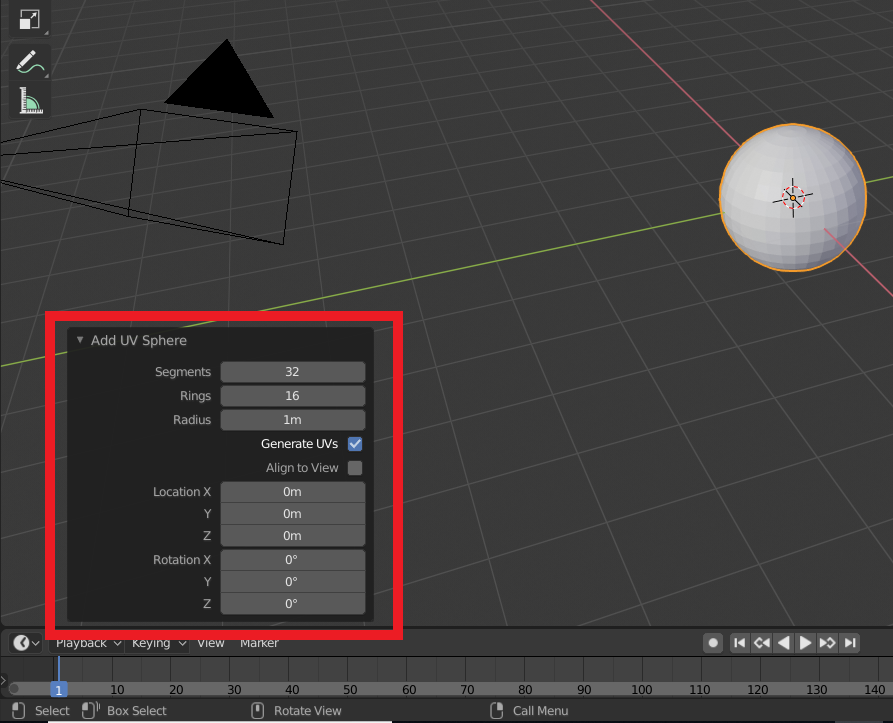 Add UV Sphere
Segments 32
Rings 16
Radius 1m
Generate UVs
Align to View
Location X 0m
Y 0m
Z 0m
Rotation X 0°
Y 0°
Z 0°
Playback Keying View Marker
1 10 20 30 40 50 60 70 80 90 100 110 120 130 140
Select Box Select Rotate View Call Menu